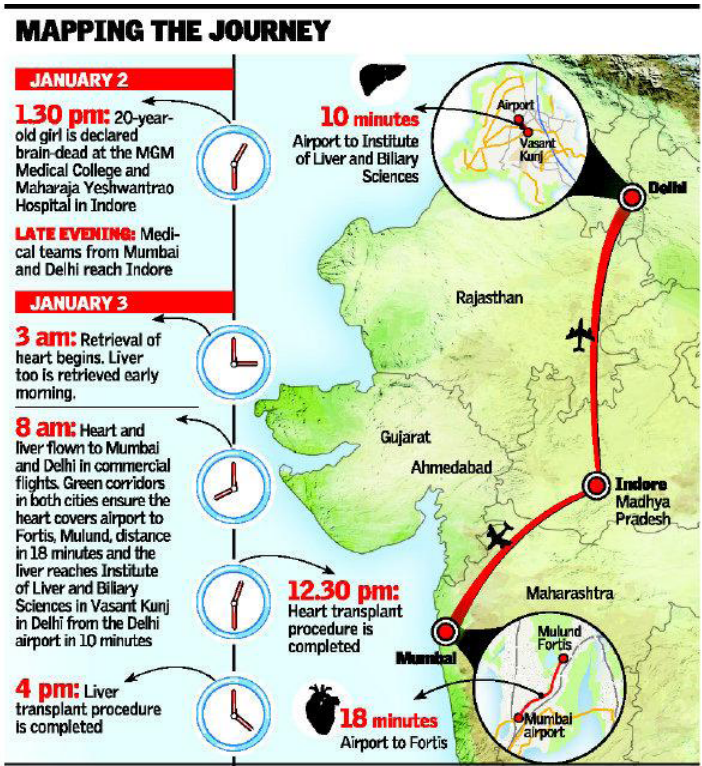 MAPPING THE JOURNEY
JANUARY 2
1.30 pm: 20-year-
old girl is declared
brain-dead at the MGM
Medical College and
Maharaja Yeshwantrao
Hospital in Indore
LATE EVENING: Medi-
cal teams from Mumbai
and Delhi reach Indore
JANUARY 3
3 am: Retrieval of
heart begins. Liver
too is retrieved early
morning.
8 am: Heart and
liver flown to Mumbai
and Delhi in commercial
flights. Green corridors
in both cities ensure the
heart covers airport to
Fortis, Mulund, distance
in 18 minutes and the
liver reaches Institute
of Liver and Biliary
Sciences in Vasant Kunj
in Delhi from the Delhi
airport in 10 minutes
12.30 pm:
Heart transplant
procedure is
completed
4 pm: Liver
transplant procedure
is completed
10 minutes
Airport to Institute
of Liver and Biliary
Sciences
Airport
Vasant
Kunj
Delhi
Rajasthan
Gujarat
Ahmedabad
Indore
Madhya
Pradesh
Maharashtra
Mumbai
Mulund
Fortis
Mumbai
airport
18 minutes
Airport to Fortis